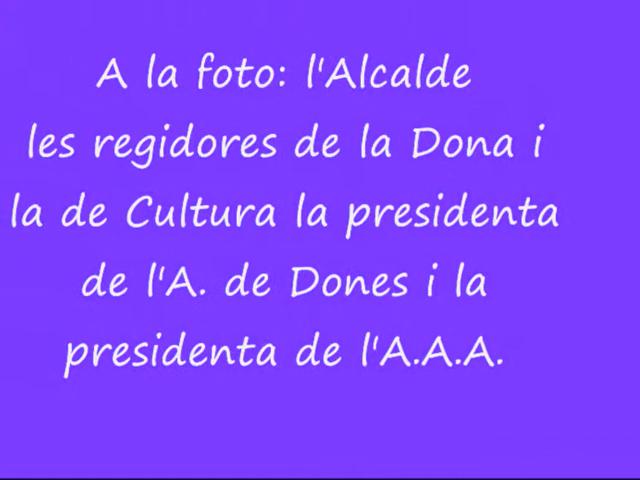 A la foto: l'Alcalde
les regidores de la Dona i
la de Cultura la presidenta
de l'A. de Dones i la
presidenta de l'A.A.A.